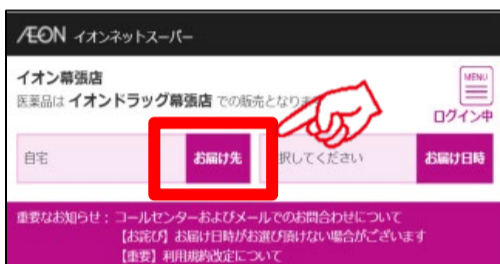 ÆON イオンネットスーパー
イオン幕張店
医薬品は イオンドラッグ幕張店 での販売となりま
MENU
ログイン中
自宅
お届け先
択してください
お届け日時
重要なお知らせ： コールセンターおよびメールでのお問合わせについて
【お詫び】お届け日時がお選び頂けない場合がございます
【重要】利用規約改定について